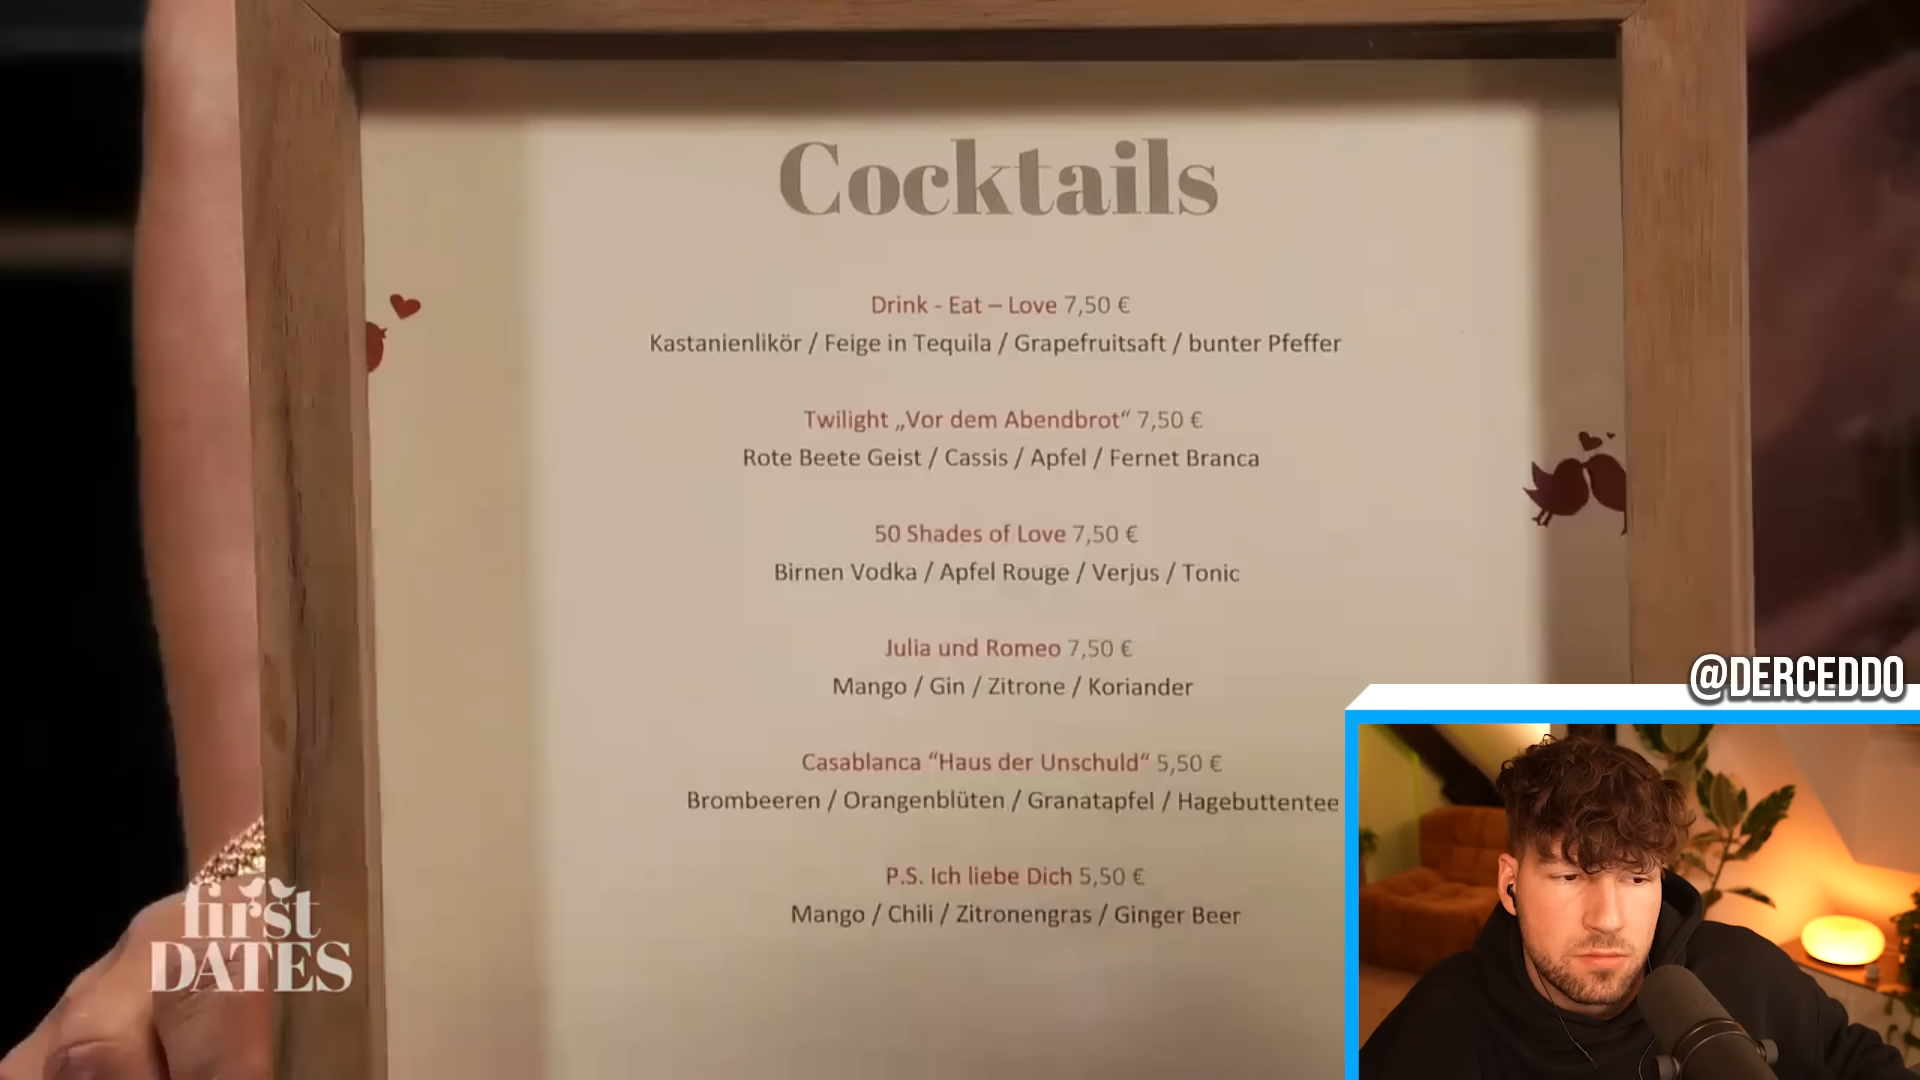 Cocktails
Drink - Eat – Love 7,50 €
Kastanienlikör / Feige in Tequila / Grapefruitsaft / bunter Pfeffer
Twilight „Vor dem Abendbrot“ 7,50 €
Rote Beete Geist / Cassis / Apfel / Fernet Branca
50 Shades of Love 7,50 €
Birnen Vodka / Apfel Rouge / Verjus / Tonic
Julia und Romeo 7,50 €
Mango / Gin / Zitrone / Koriander
Casablanca “Haus der Unschuld“ 5,50 €
Brombeeren / Orangenblüten / Granatapfel / Hagebuttentee
P.S. Ich liebe Dich 5,50 €
Mango / Chili / Zitronengras / Ginger Beer
@DERCEDDO
first
DATES